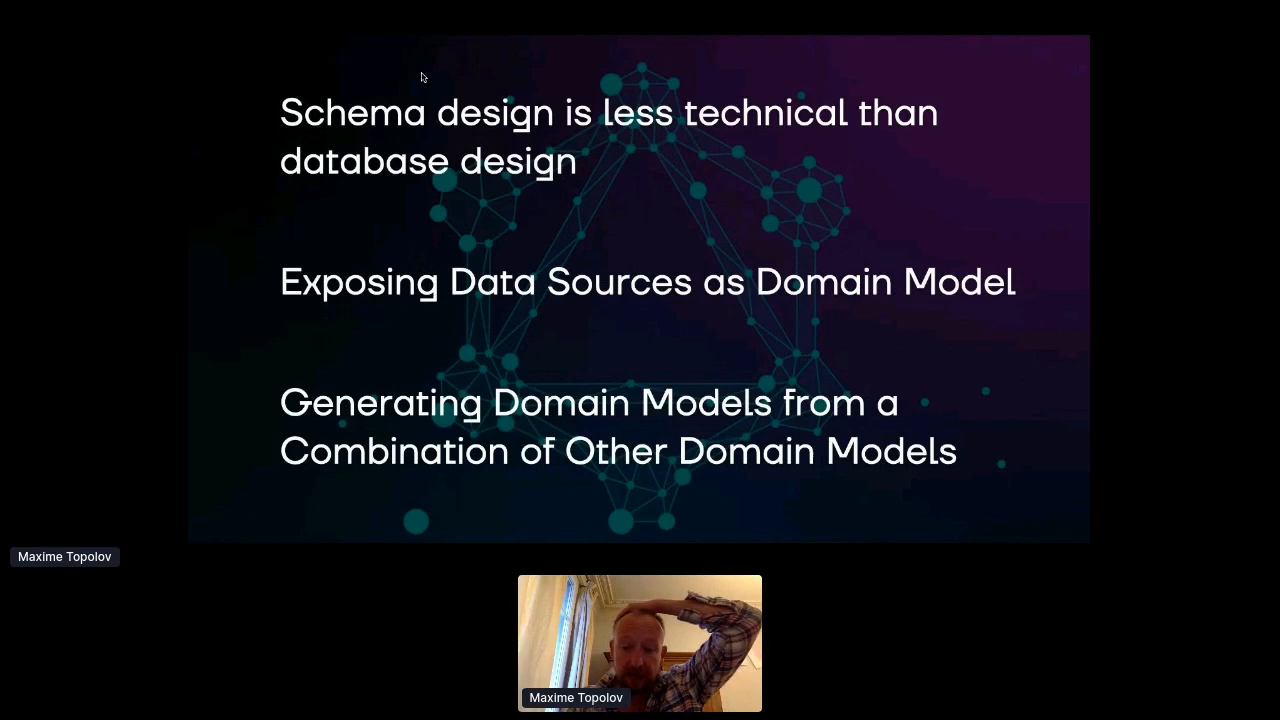 Schema design is less technical than
database design
Exposing Data Sources as Domain Model
Generating Domain Models from a
Combination of Other Domain Models
Maxime Topolov
Maxime Topolov